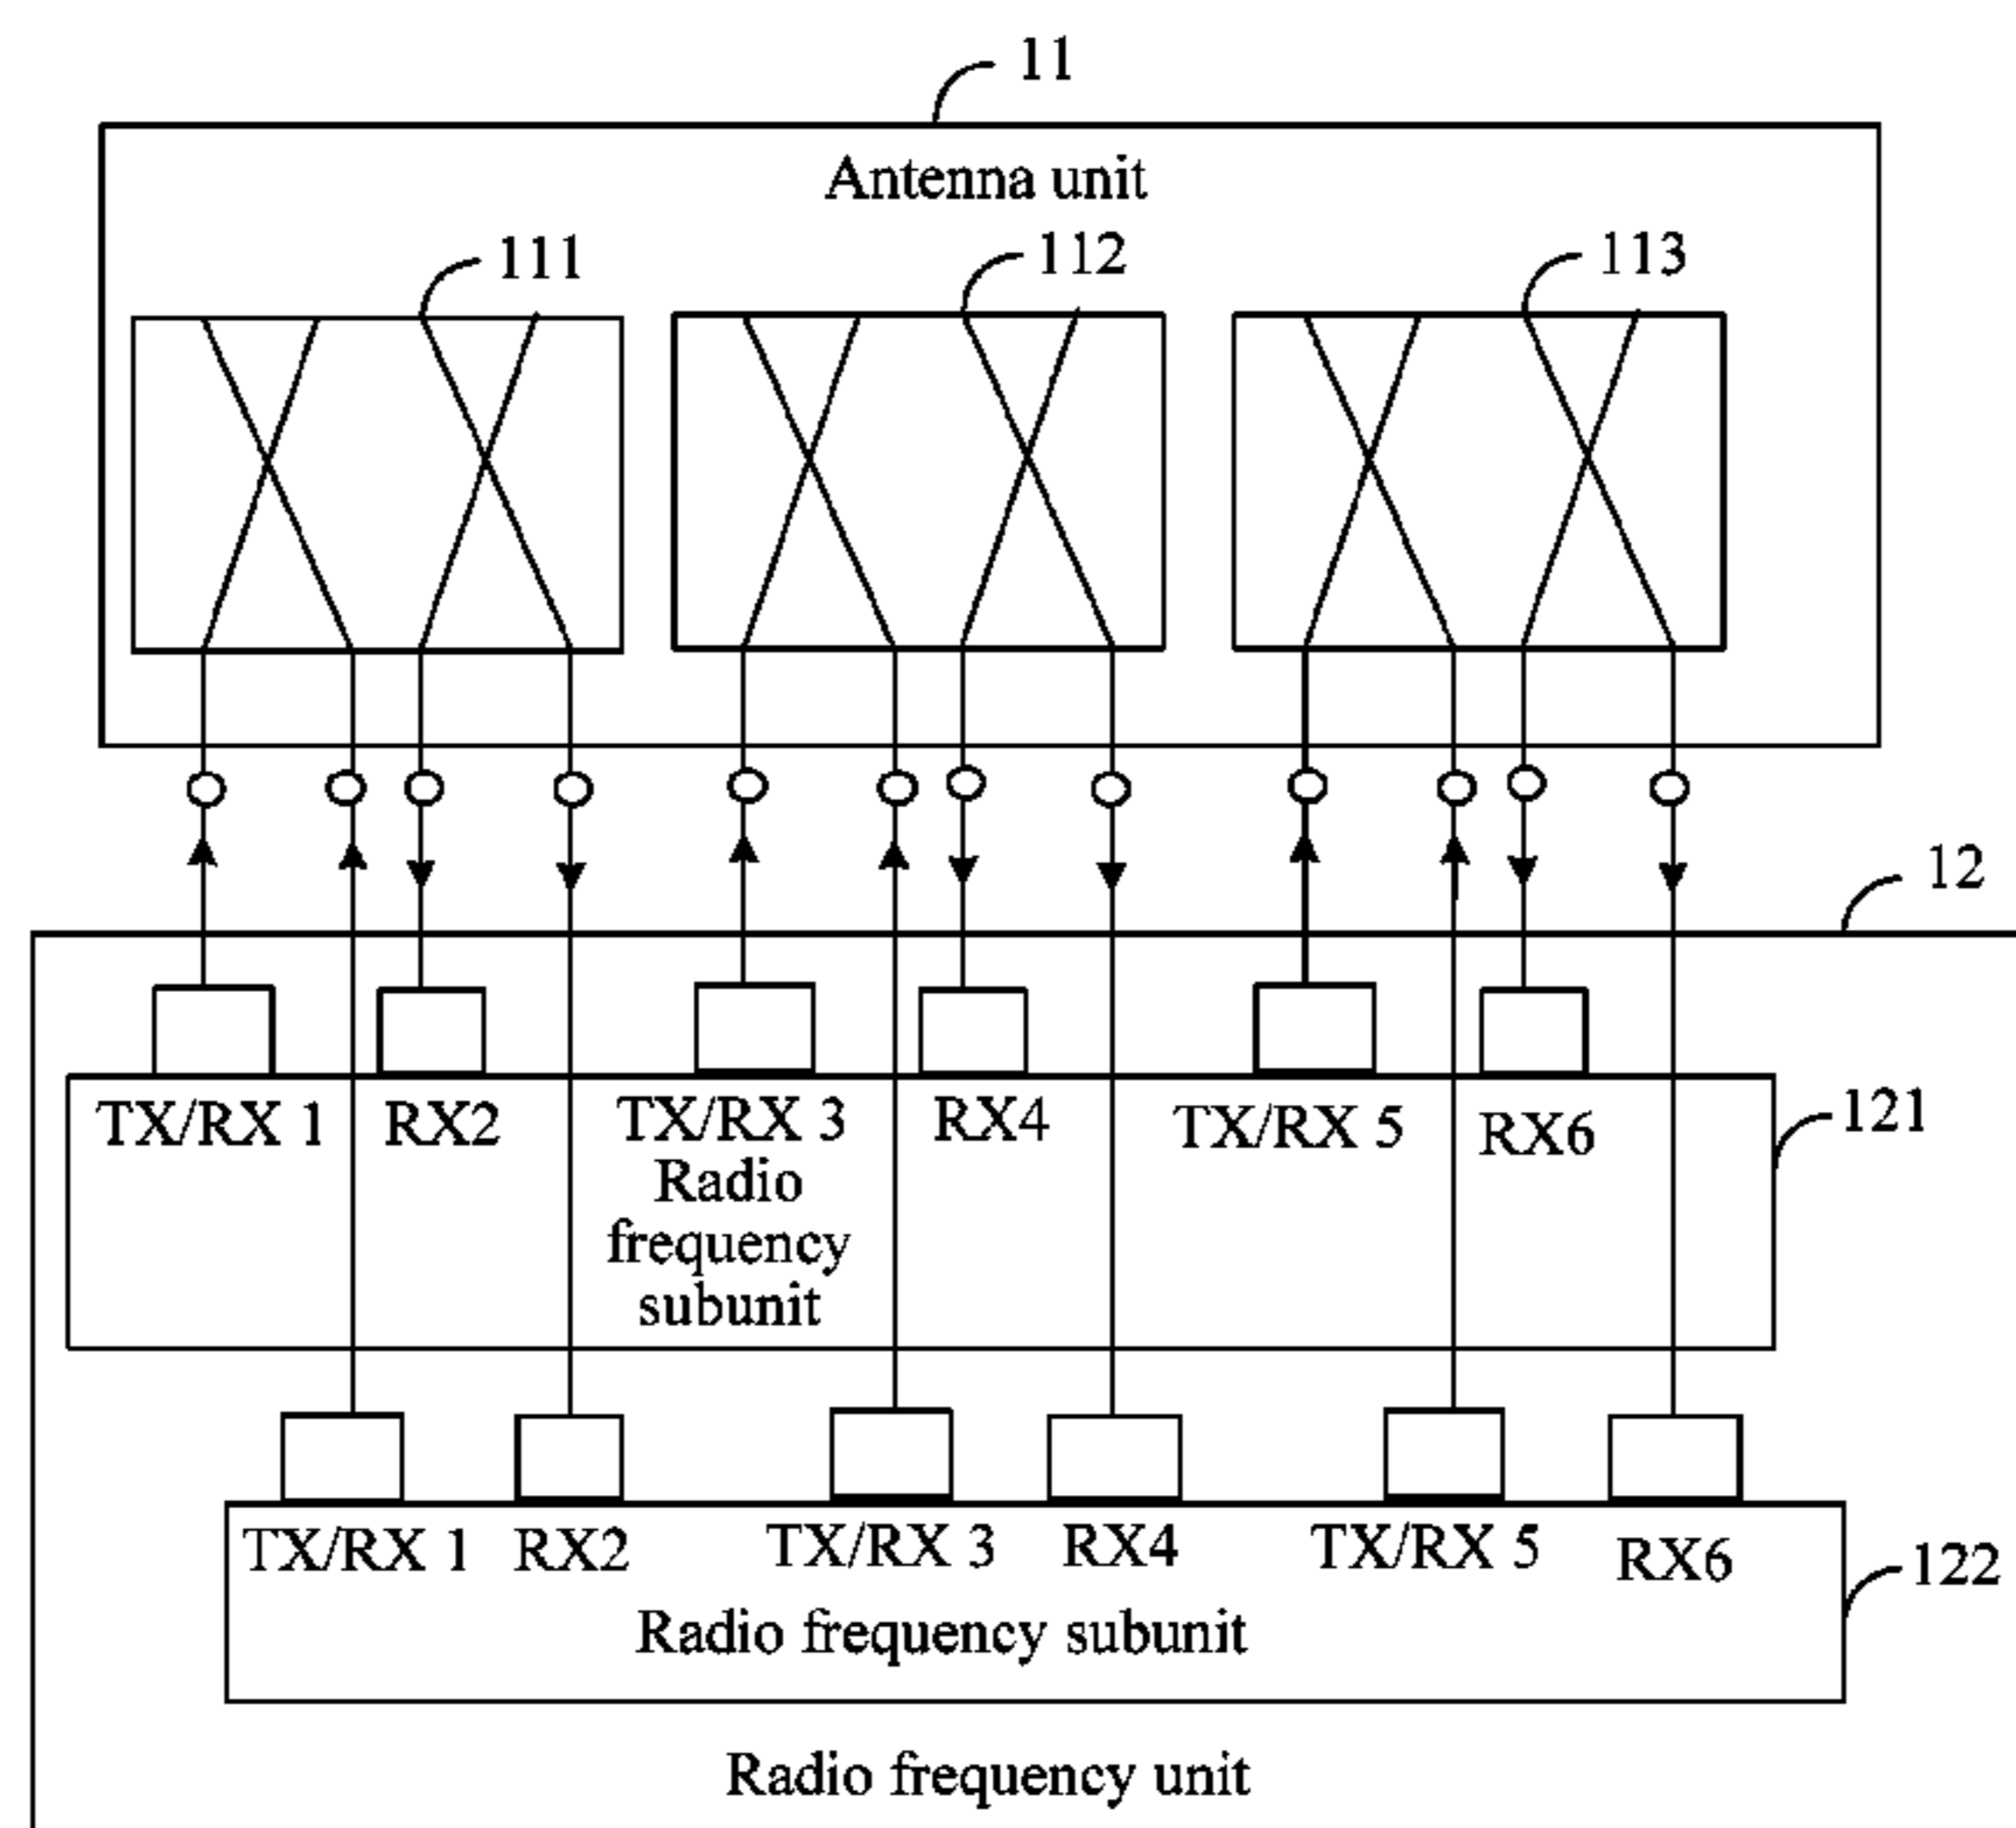 11
Antenna unit
111
112
113
12
TX/RX 1
RX2
TX/RX 3
RX4
TX/RX 5
RX6
121
Radio
frequency
subunit
TX/RX 1
RX2
TX/RX 3
RX4
TX/RX 5
RX6
122
Radio frequency subunit
Radio frequency unit